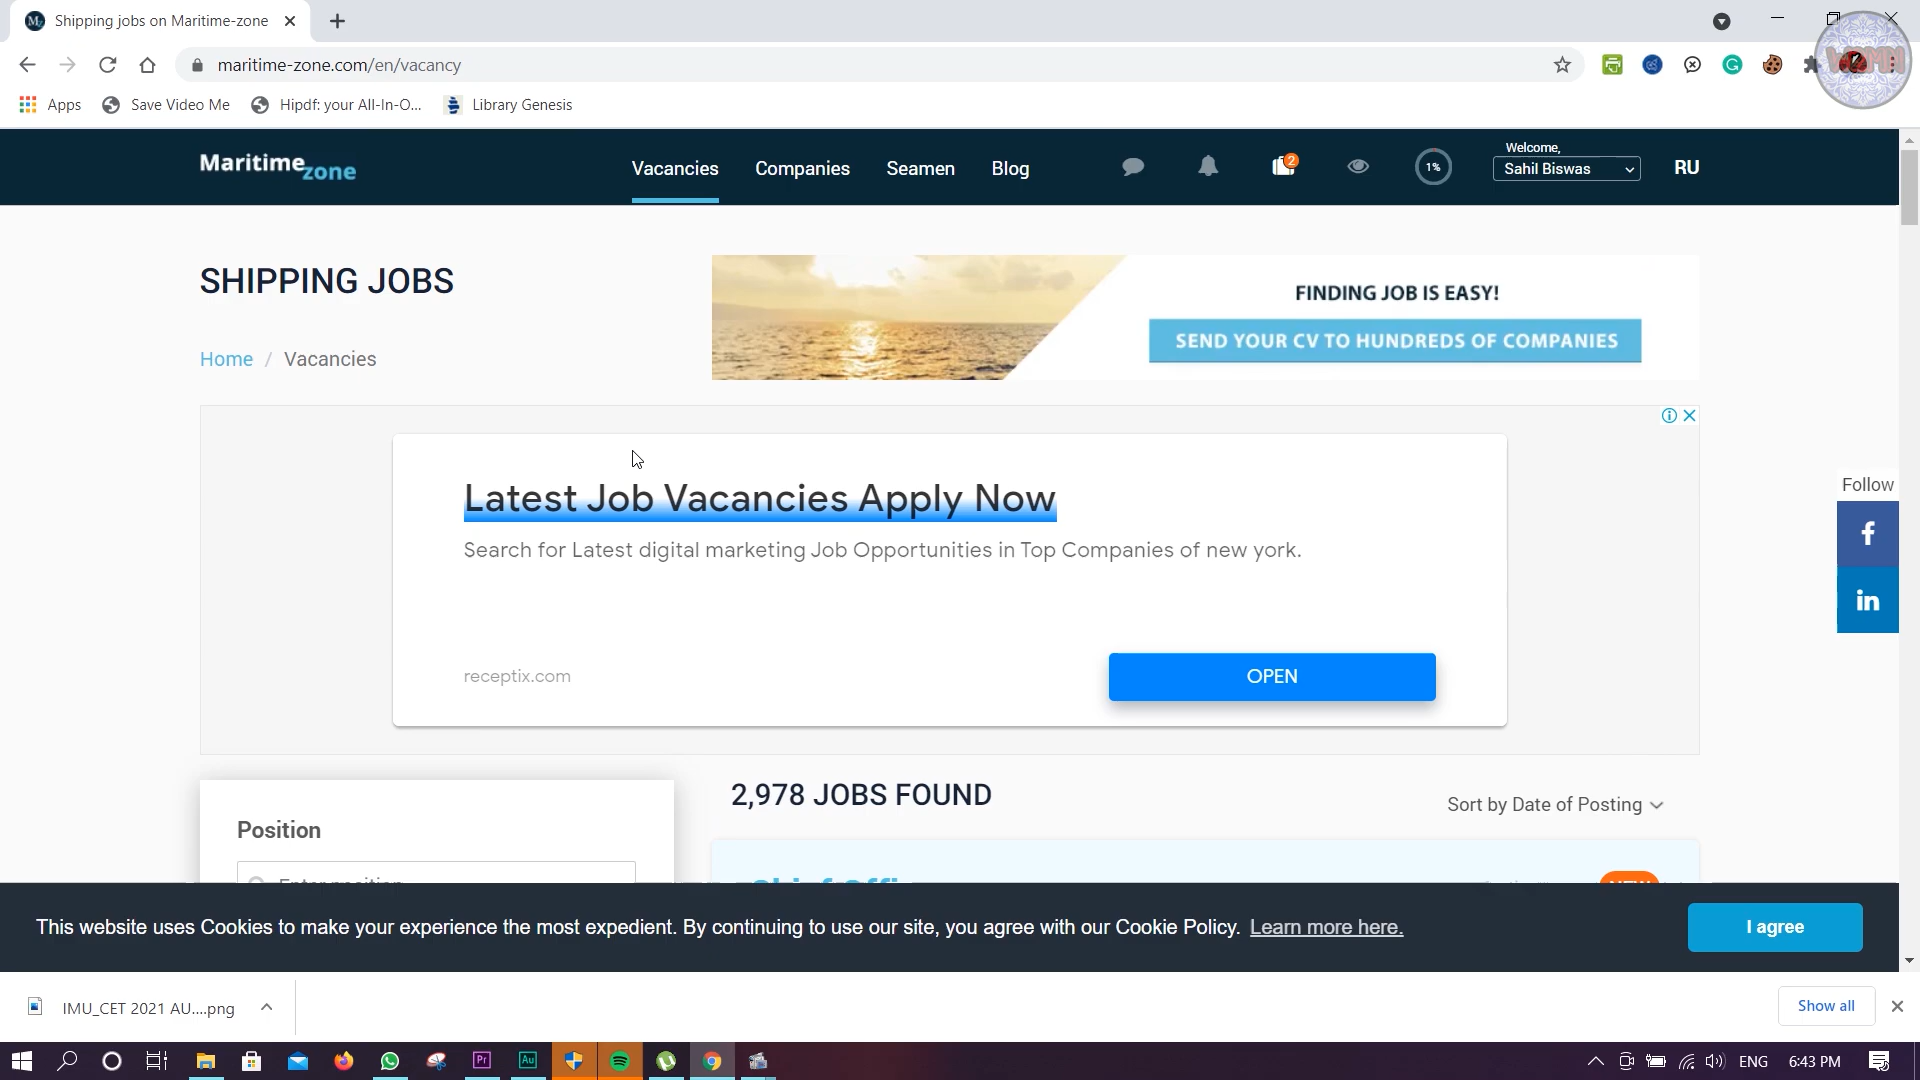 Shipping jobs on Maritime-zone
maritime-zone.com/en/vacancy
Apps
Save Video Me
Hipdf: your All-In-O...
Library Genesis
Maritime
zone
Vacancies
Companies
Seamen
Blog
2
1%
Welcome,
Sahil Biswas
RU
SHIPPING JOBS
FINDING JOB IS EASY!
SEND YOUR CV TO HUNDREDS OF COMPANIES
Home / Vacancies
Latest Job Vacancies Apply Now
Search for Latest digital marketing Job Opportunities in Top Companies of new york.
receptix.com
OPEN
Follow
f
in
2,978 JOBS FOUND
Sort by Date of Posting
Position
Enter position
This website uses Cookies to make your experience the most expedient. By continuing to use our site, you agree with our Cookie Policy. Learn more here.
I agree
IMU_CET 2021 AU....png
Show all
Pr
Au
ENG
6:43 PM